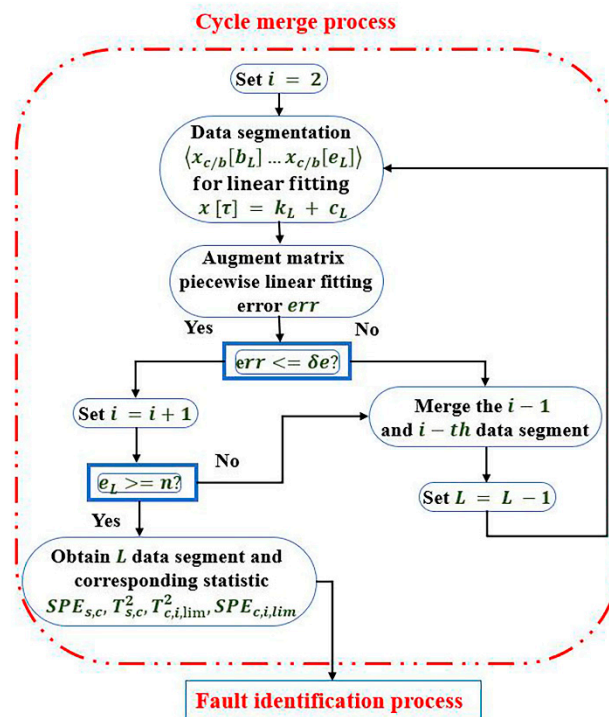 Cycle merge process
Set i = 2
Data segmentation
⟨x_{c/b}[b_L] … x_{c/b}[e_L]⟩
for linear fitting
x [τ] = k_L + c_L
Augment matrix
piecewise linear fitting
error err
Yes
No
err <= δe?
Set i = i + 1
Merge the i − 1
and i − th data segment
No
e_L >= n?
Set L = L − 1
Yes
Obtain L data segment and
corresponding statistic
SPE_{s,c}, T²_{s,c}, T²_{c,i,lim}, SPE_{c,i,lim}
Fault identification process